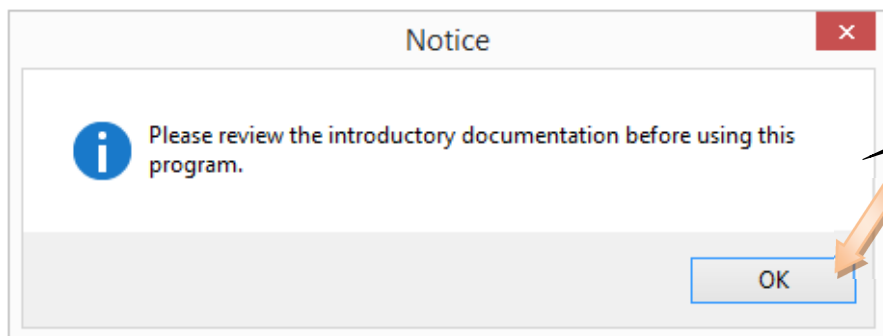 Notice
Please review the introductory documentation before using this
program.
OK